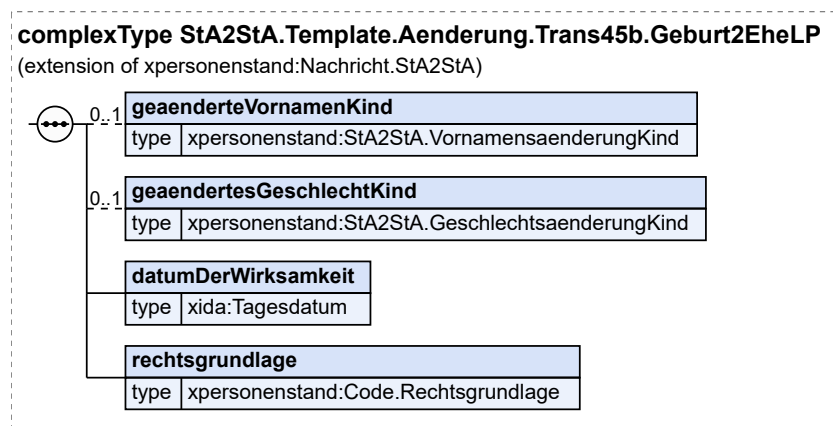 complexType StA2StA.Template.Aenderung.Trans45b.Geburt2EheLP
(extension of xpersonenstand:Nachricht.StA2StA)
0..1 geaenderteVornamenKind
type xpersonenstand:StA2StA.VornamensaenderungKind
0..1 geaendertesGeschlechtKind
type xpersonenstand:StA2StA.GeschlechtsaenderungKind
datumDerWirksamkeit
type xida:Tagesdatum
rechtsgrundlage
type xpersonenstand:Code.Rechtsgrundlage